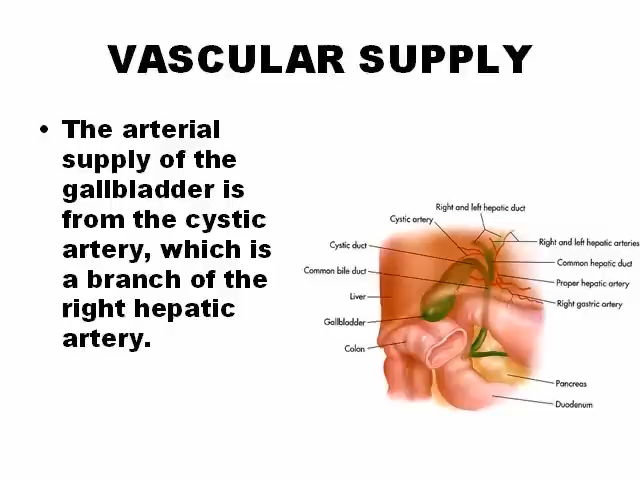 VASCULAR SUPPLY
• The arterial
supply of the
gallbladder is
from the cystic
artery, which is
a branch of the
right hepatic
artery.
Right and left hepatic duct
Cystic artery
Right and left hepatic arteries
Cystic duct
Common hepatic duct
Common bile duct
Proper hepatic artery
Liver
Right gastric artery
Gallbladder
Colon
Pancreas
Duodenum